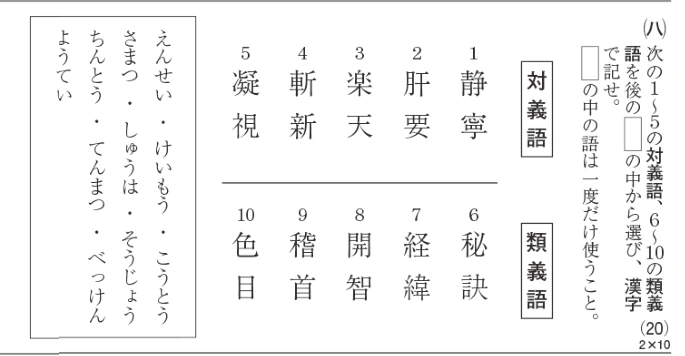 (八) 次の1～5の対義語、6～10の類義
語を後の□の中から選び、漢字
で記せ。
□の中の語は一度だけ使うこと。
(20)
2×10
対義語
1 静寧
2 肝要
3 楽天
4 斬新
5 凝視
類義語
6 秘訣
7 経緯
8 開智
9 稽首
10 色目
えんせい・けいもう・こうとう
さまつ・しゅうは・そうじょう
ちんとう・てんまつ・べっけん
ようてい